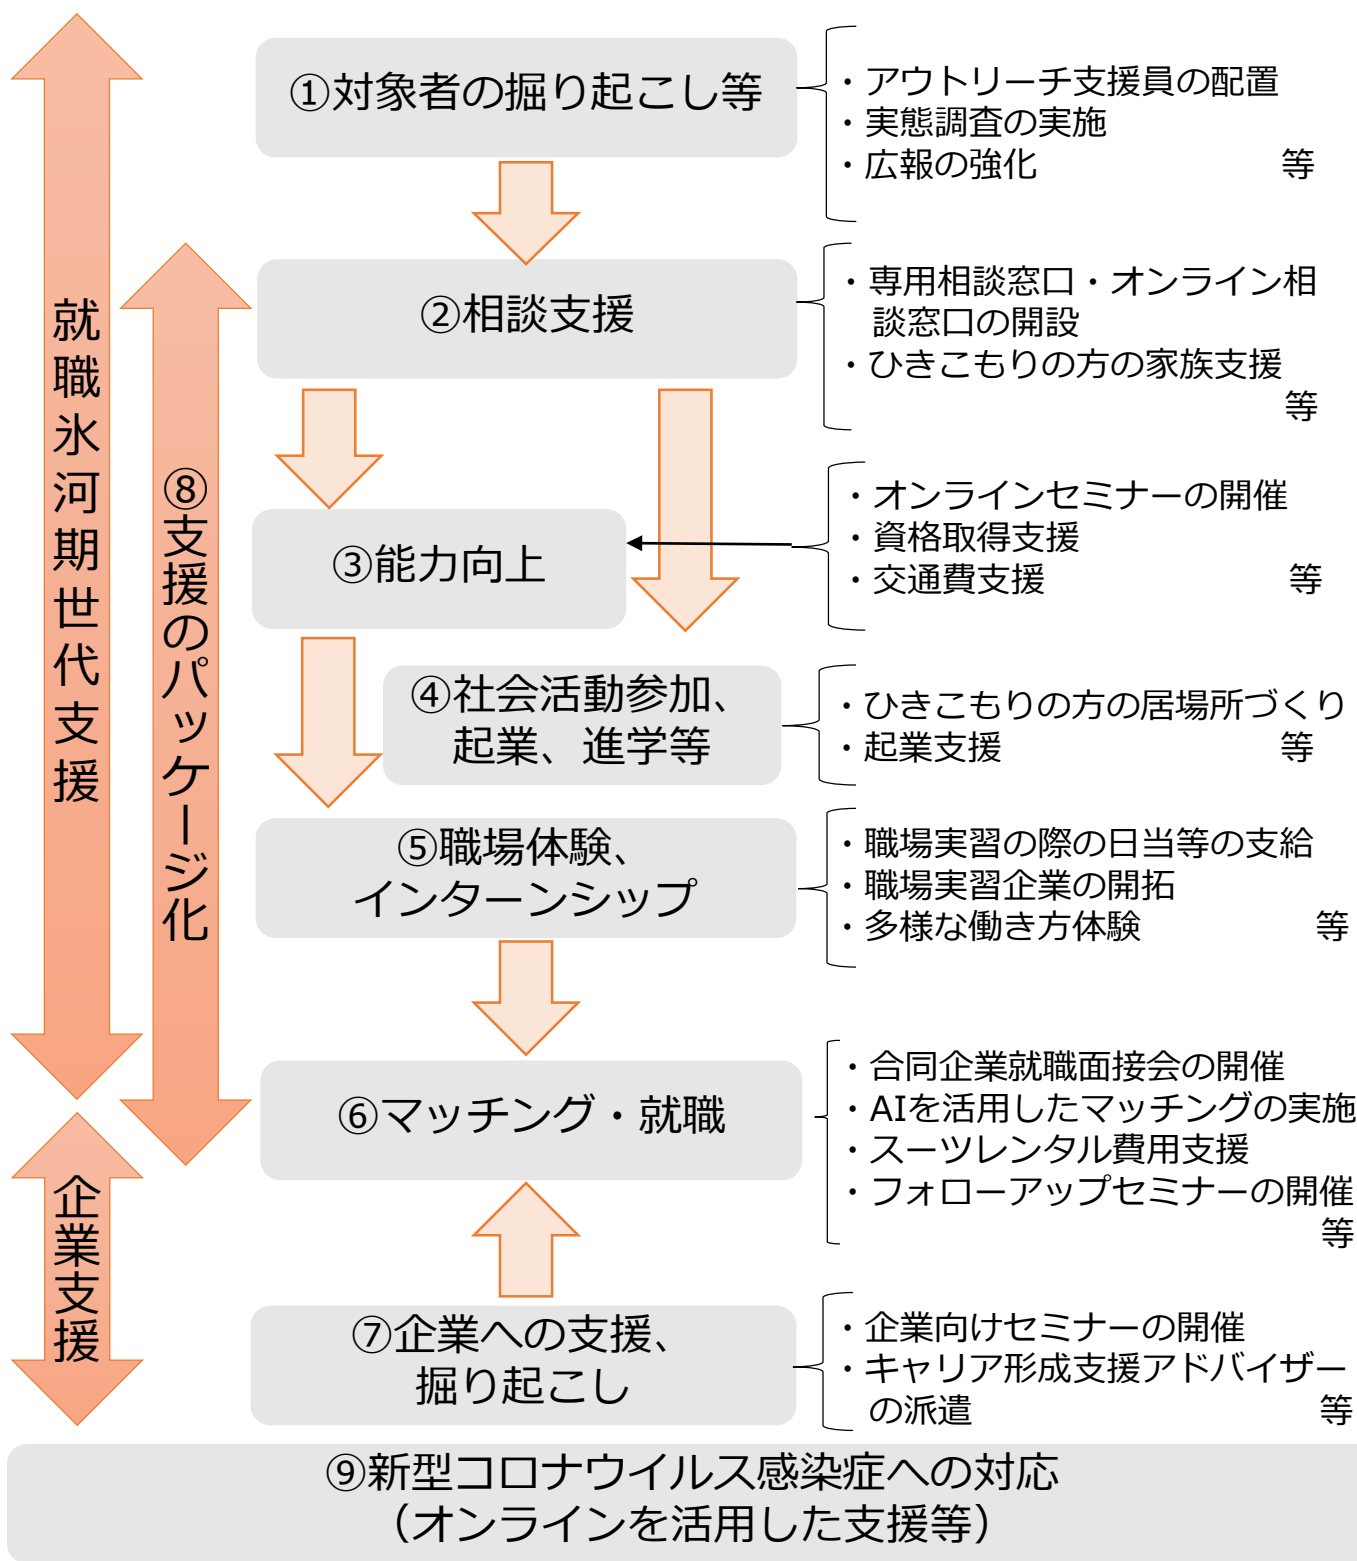 就職氷河期世代支援
⑧支援のパッケージ化
企業支援
①対象者の掘り起こし等
・アウトリーチ支援員の配置
・実態調査の実施
・広報の強化 等
②相談支援
・専用相談窓口・オンライン相
談窓口の開設
・ひきこもりの方の家族支援
等
③能力向上
・オンラインセミナーの開催
・資格取得支援
・交通費支援 等
④社会活動参加、
起業、進学等
・ひきこもりの方の居場所づくり
・起業支援 等
⑤職場体験、
インターンシップ
・職場実習の際の日当等の支給
・職場実習企業の開拓
・多様な働き方体験 等
⑥マッチング・就職
・合同企業就職面接会の開催
・AIを活用したマッチングの実施
・スーツレンタル費用支援
・フォローアップセミナーの開催
等
⑦企業への支援、
掘り起こし
・企業向けセミナーの開催
・キャリア形成支援アドバイザー
の派遣 等
⑨新型コロナウイルス感染症への対応
（オンラインを活用した支援等）